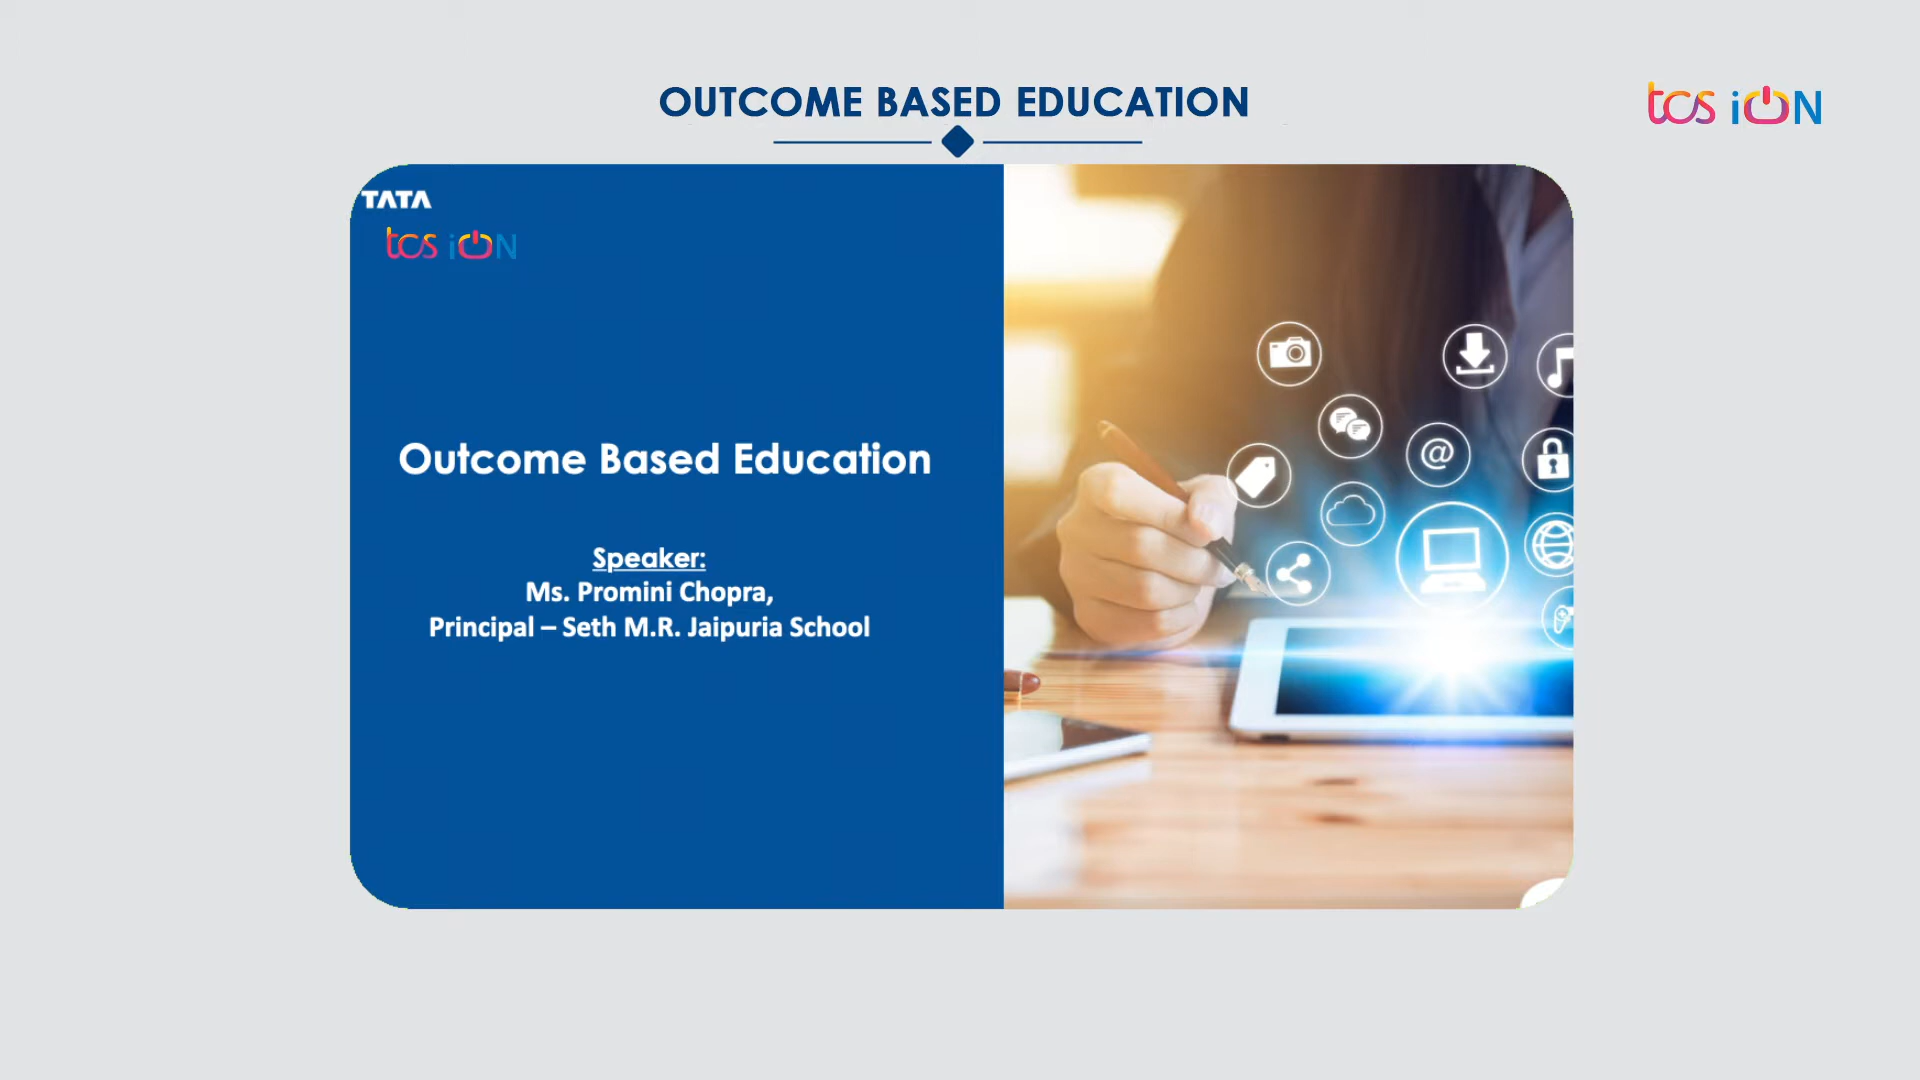 OUTCOME BASED EDUCATION
tcs iON
TATA
tcs iON
Outcome Based Education
Speaker:
Ms. Promini Chopra,
Principal – Seth M.R. Jaipuria School
@